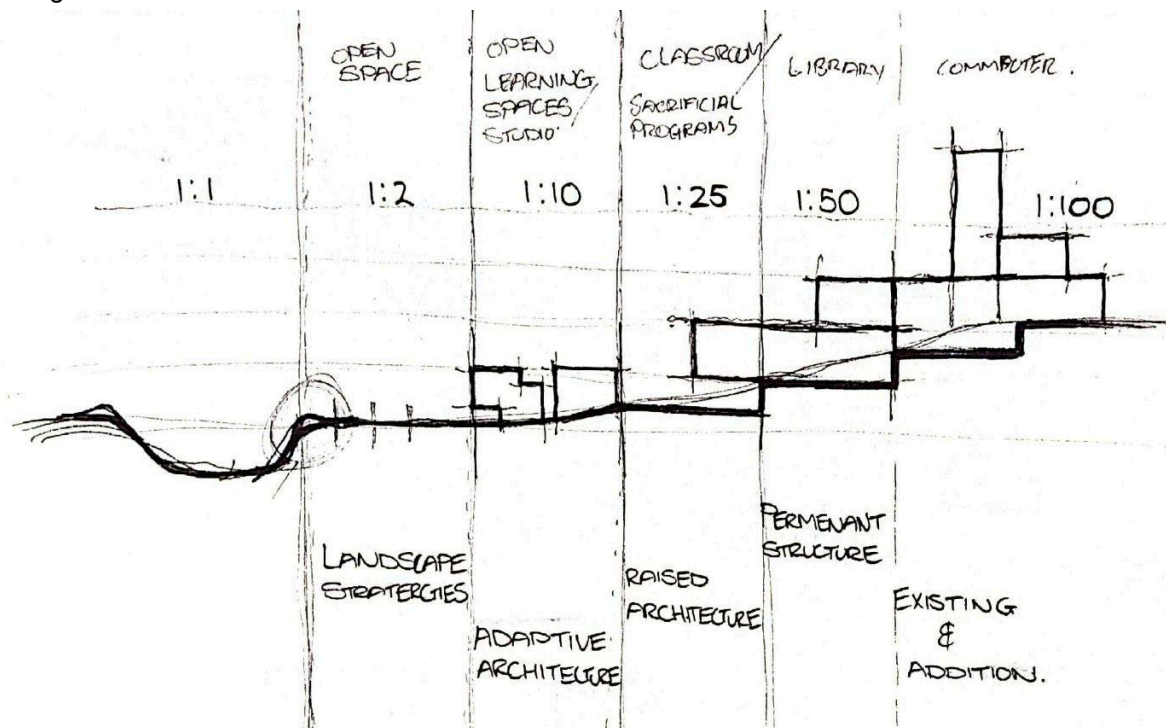 OPEN
SPACE
OPEN
LEARNING
SPACES/
STUDIO
CLASSROOM/
SACRIFICIAL
PROGRAMS
LIBRARY
COMMUTER.
1:1
1:2
1:10
1:25
1:50
1:100
LANDSCAPE
STRATERGIES
ADAPTIVE
ARCHITECTURE
RAISED
ARCHITECTURE
PERMENANT
STRUCTURE
EXISTING
&
ADDITION.